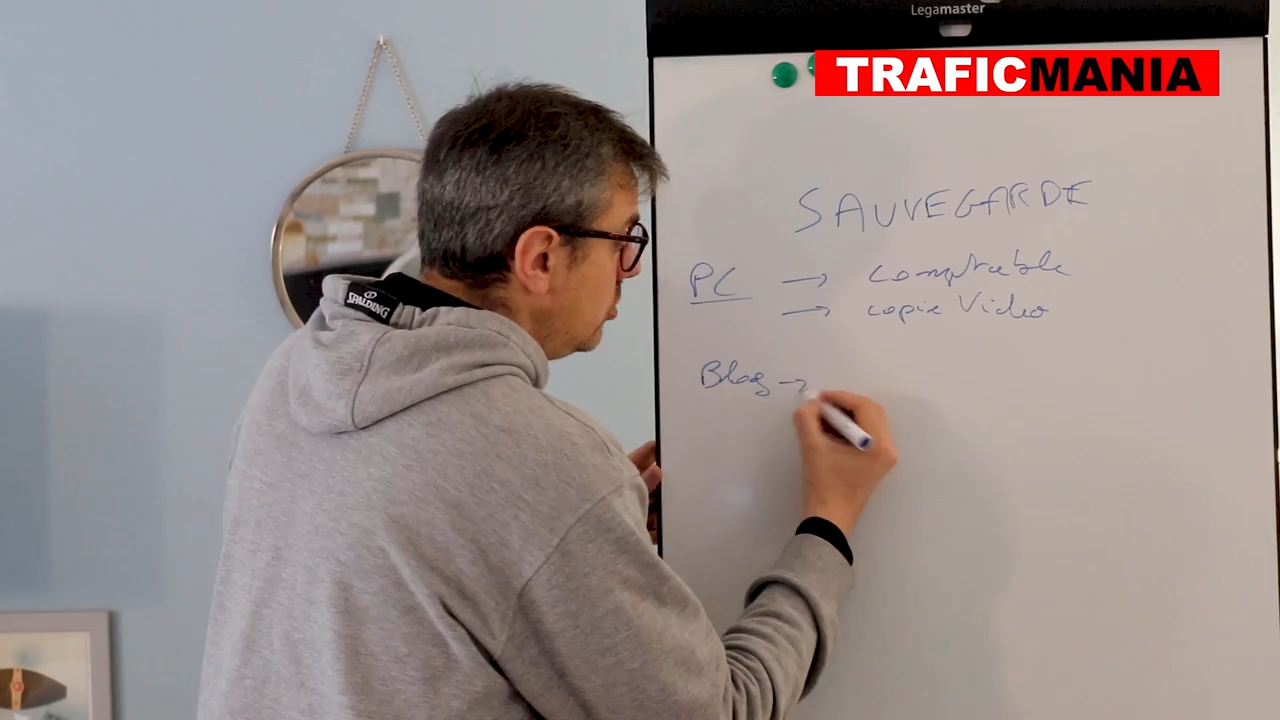 Legamaster
TRAFICMANIA
SPALDING
SAUVEGARDE
PC → comptable
→ copie Video
Blog →